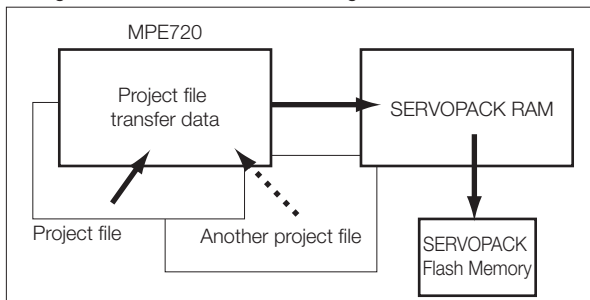 MPE720
Project file
transfer data
SERVOPACK RAM
Project file
Another project file
SERVOPACK
Flash Memory